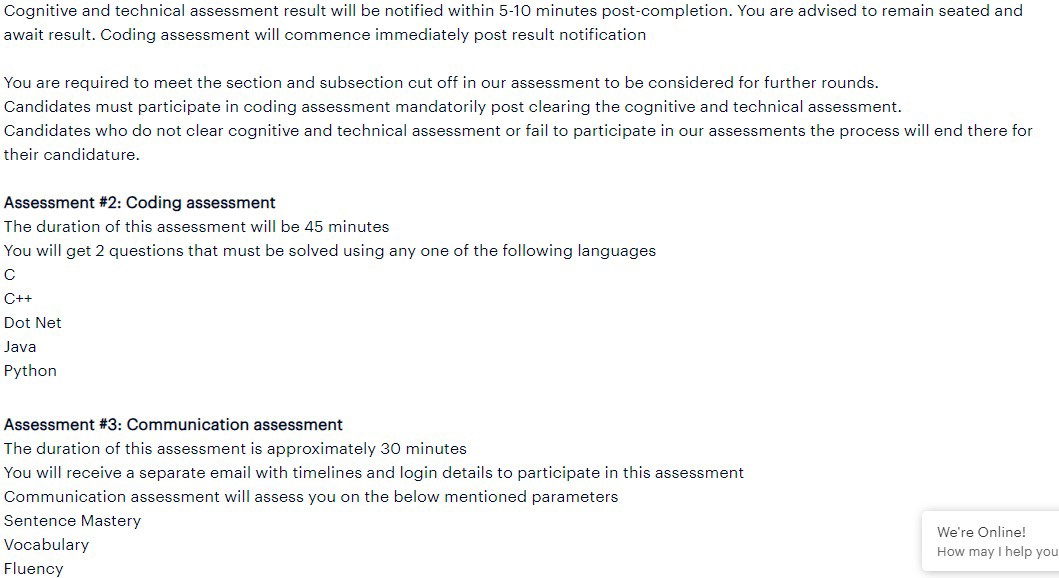 Cognitive and technical assessment result will be notified within 5-10 minutes post-completion. You are advised to remain seated and
await result. Coding assessment will commence immediately post result notification
You are required to meet the section and subsection cut off in our assessment to be considered for further rounds.
Candidates must participate in coding assessment mandatorily post clearing the cognitive and technical assessment.
Candidates who do not clear cognitive and technical assessment or fail to participate in our assessments the process will end there for
their candidature.
Assessment #2: Coding assessment
The duration of this assessment will be 45 minutes
You will get 2 questions that must be solved using any one of the following languages
C
C++
Dot Net
Java
Python
Assessment #3: Communication assessment
The duration of this assessment is approximately 30 minutes
You will receive a separate email with timelines and login details to participate in this assessment
Communication assessment will assess you on the below mentioned parameters
Sentence Mastery
Vocabulary
Fluency
We're Online!
How may I help you